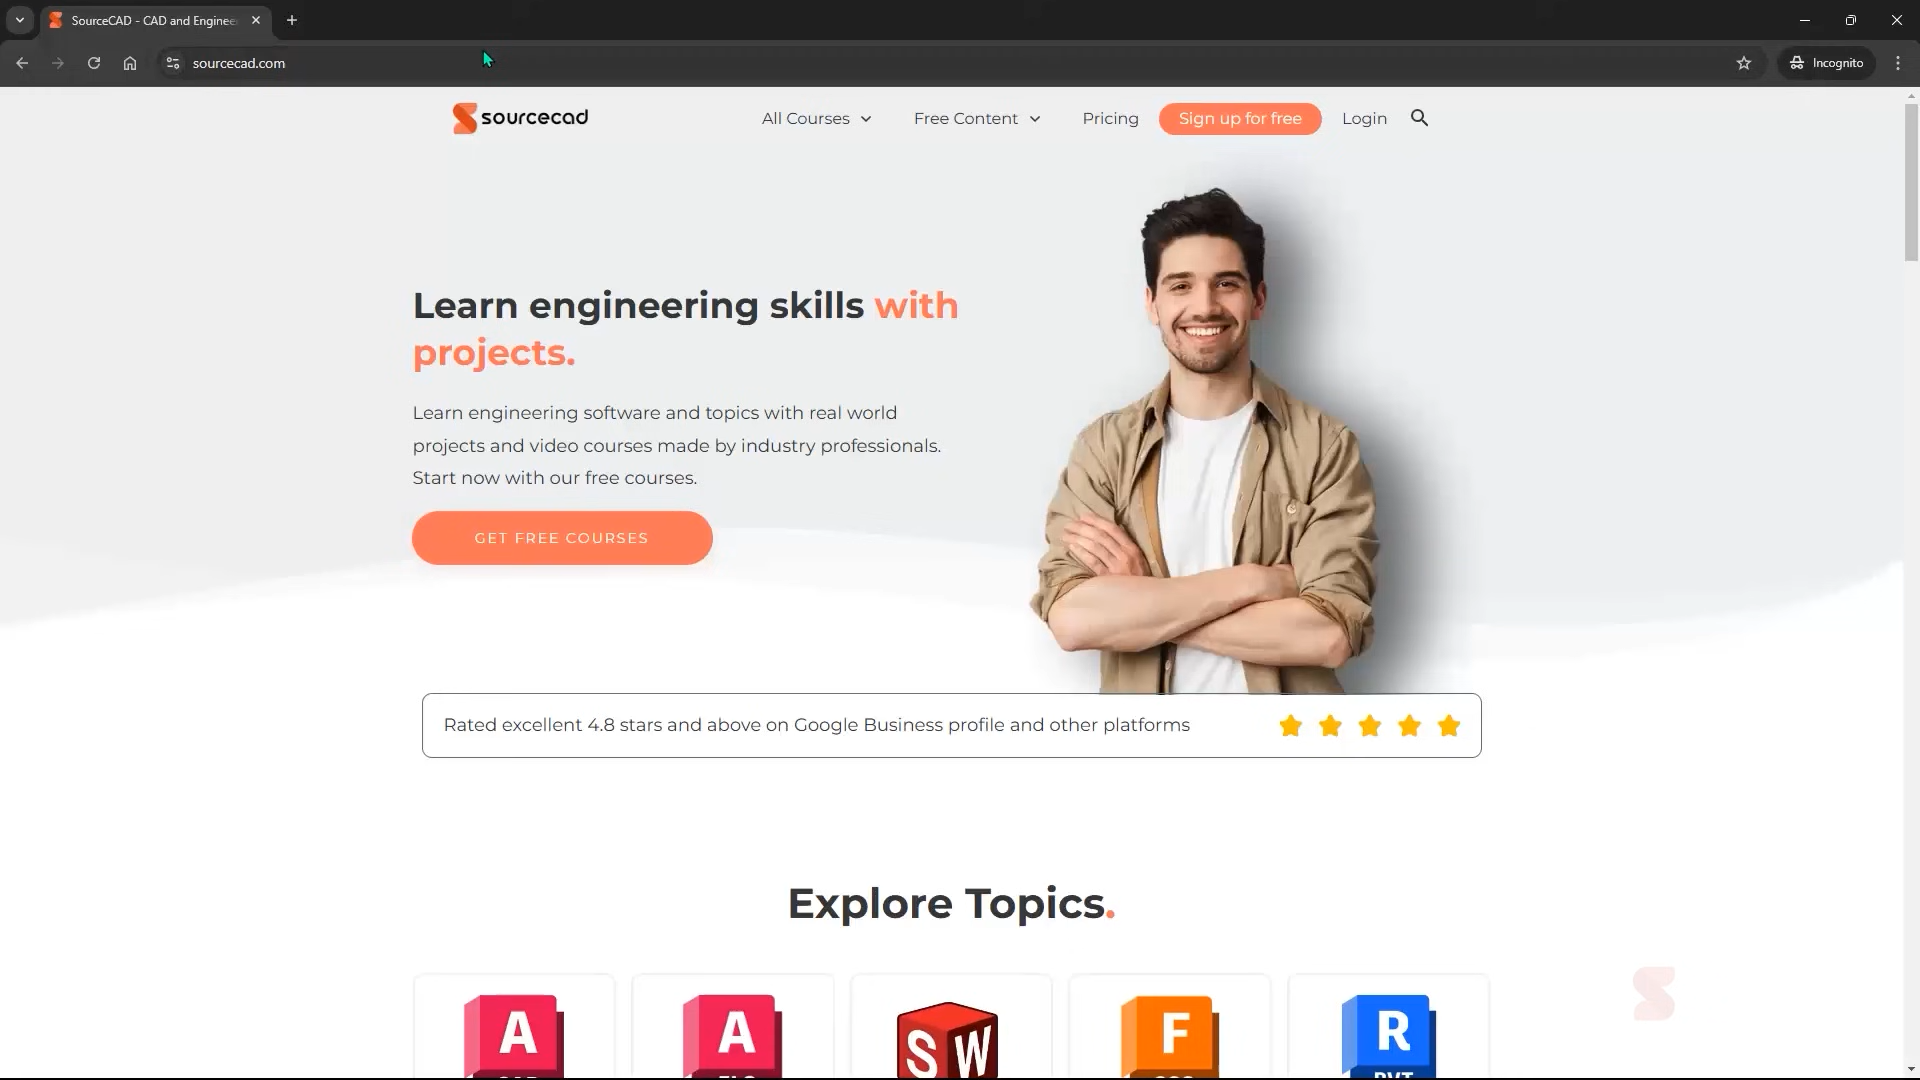 SourceCAD - CAD and Enginee
sourcecad.com
Incognito
sourcecad
All Courses
Free Content
Pricing
Sign up for free
Login
Learn engineering skills with
projects.
Learn engineering software and topics with real world
projects and video courses made by industry professionals.
Start now with our free courses.
GET FREE COURSES
Rated excellent 4.8 stars and above on Google Business profile and other platforms
Explore Topics.
A
A
SW
F
R